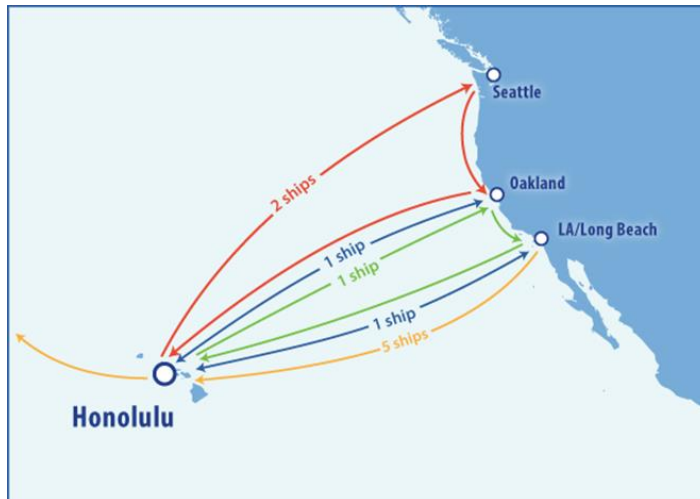 Seattle
2 ships
Oakland
LA/Long Beach
1 ship
1 ship
1 ship
5 ships
Honolulu